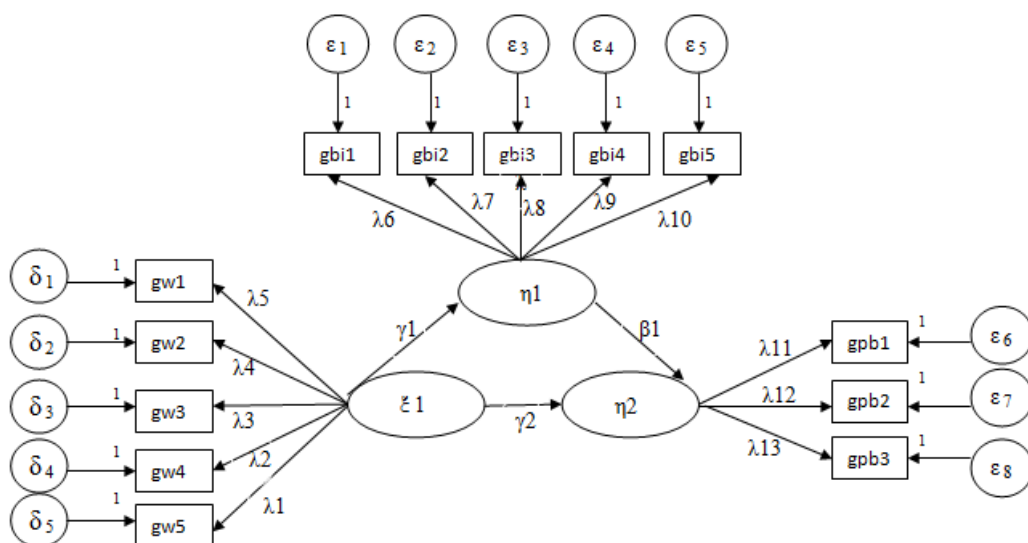 ε1 ε2 ε3 ε4 ε5
1 1 1 1 1
gbi1 gbi2 gbi3 gbi4 gbi5
λ6 λ7 λ8 λ9 λ10
δ1 1 gw1
δ2 1 gw2
δ3 1 gw3
δ4 1 gw4
δ5 1 gw5
λ5
λ4
λ3
λ2
λ1
η1
γ1 β1
ξ1 γ2 η2
λ11 gpb1 1 ε6
λ12 gpb2 1 ε7
λ13 gpb3 1 ε8